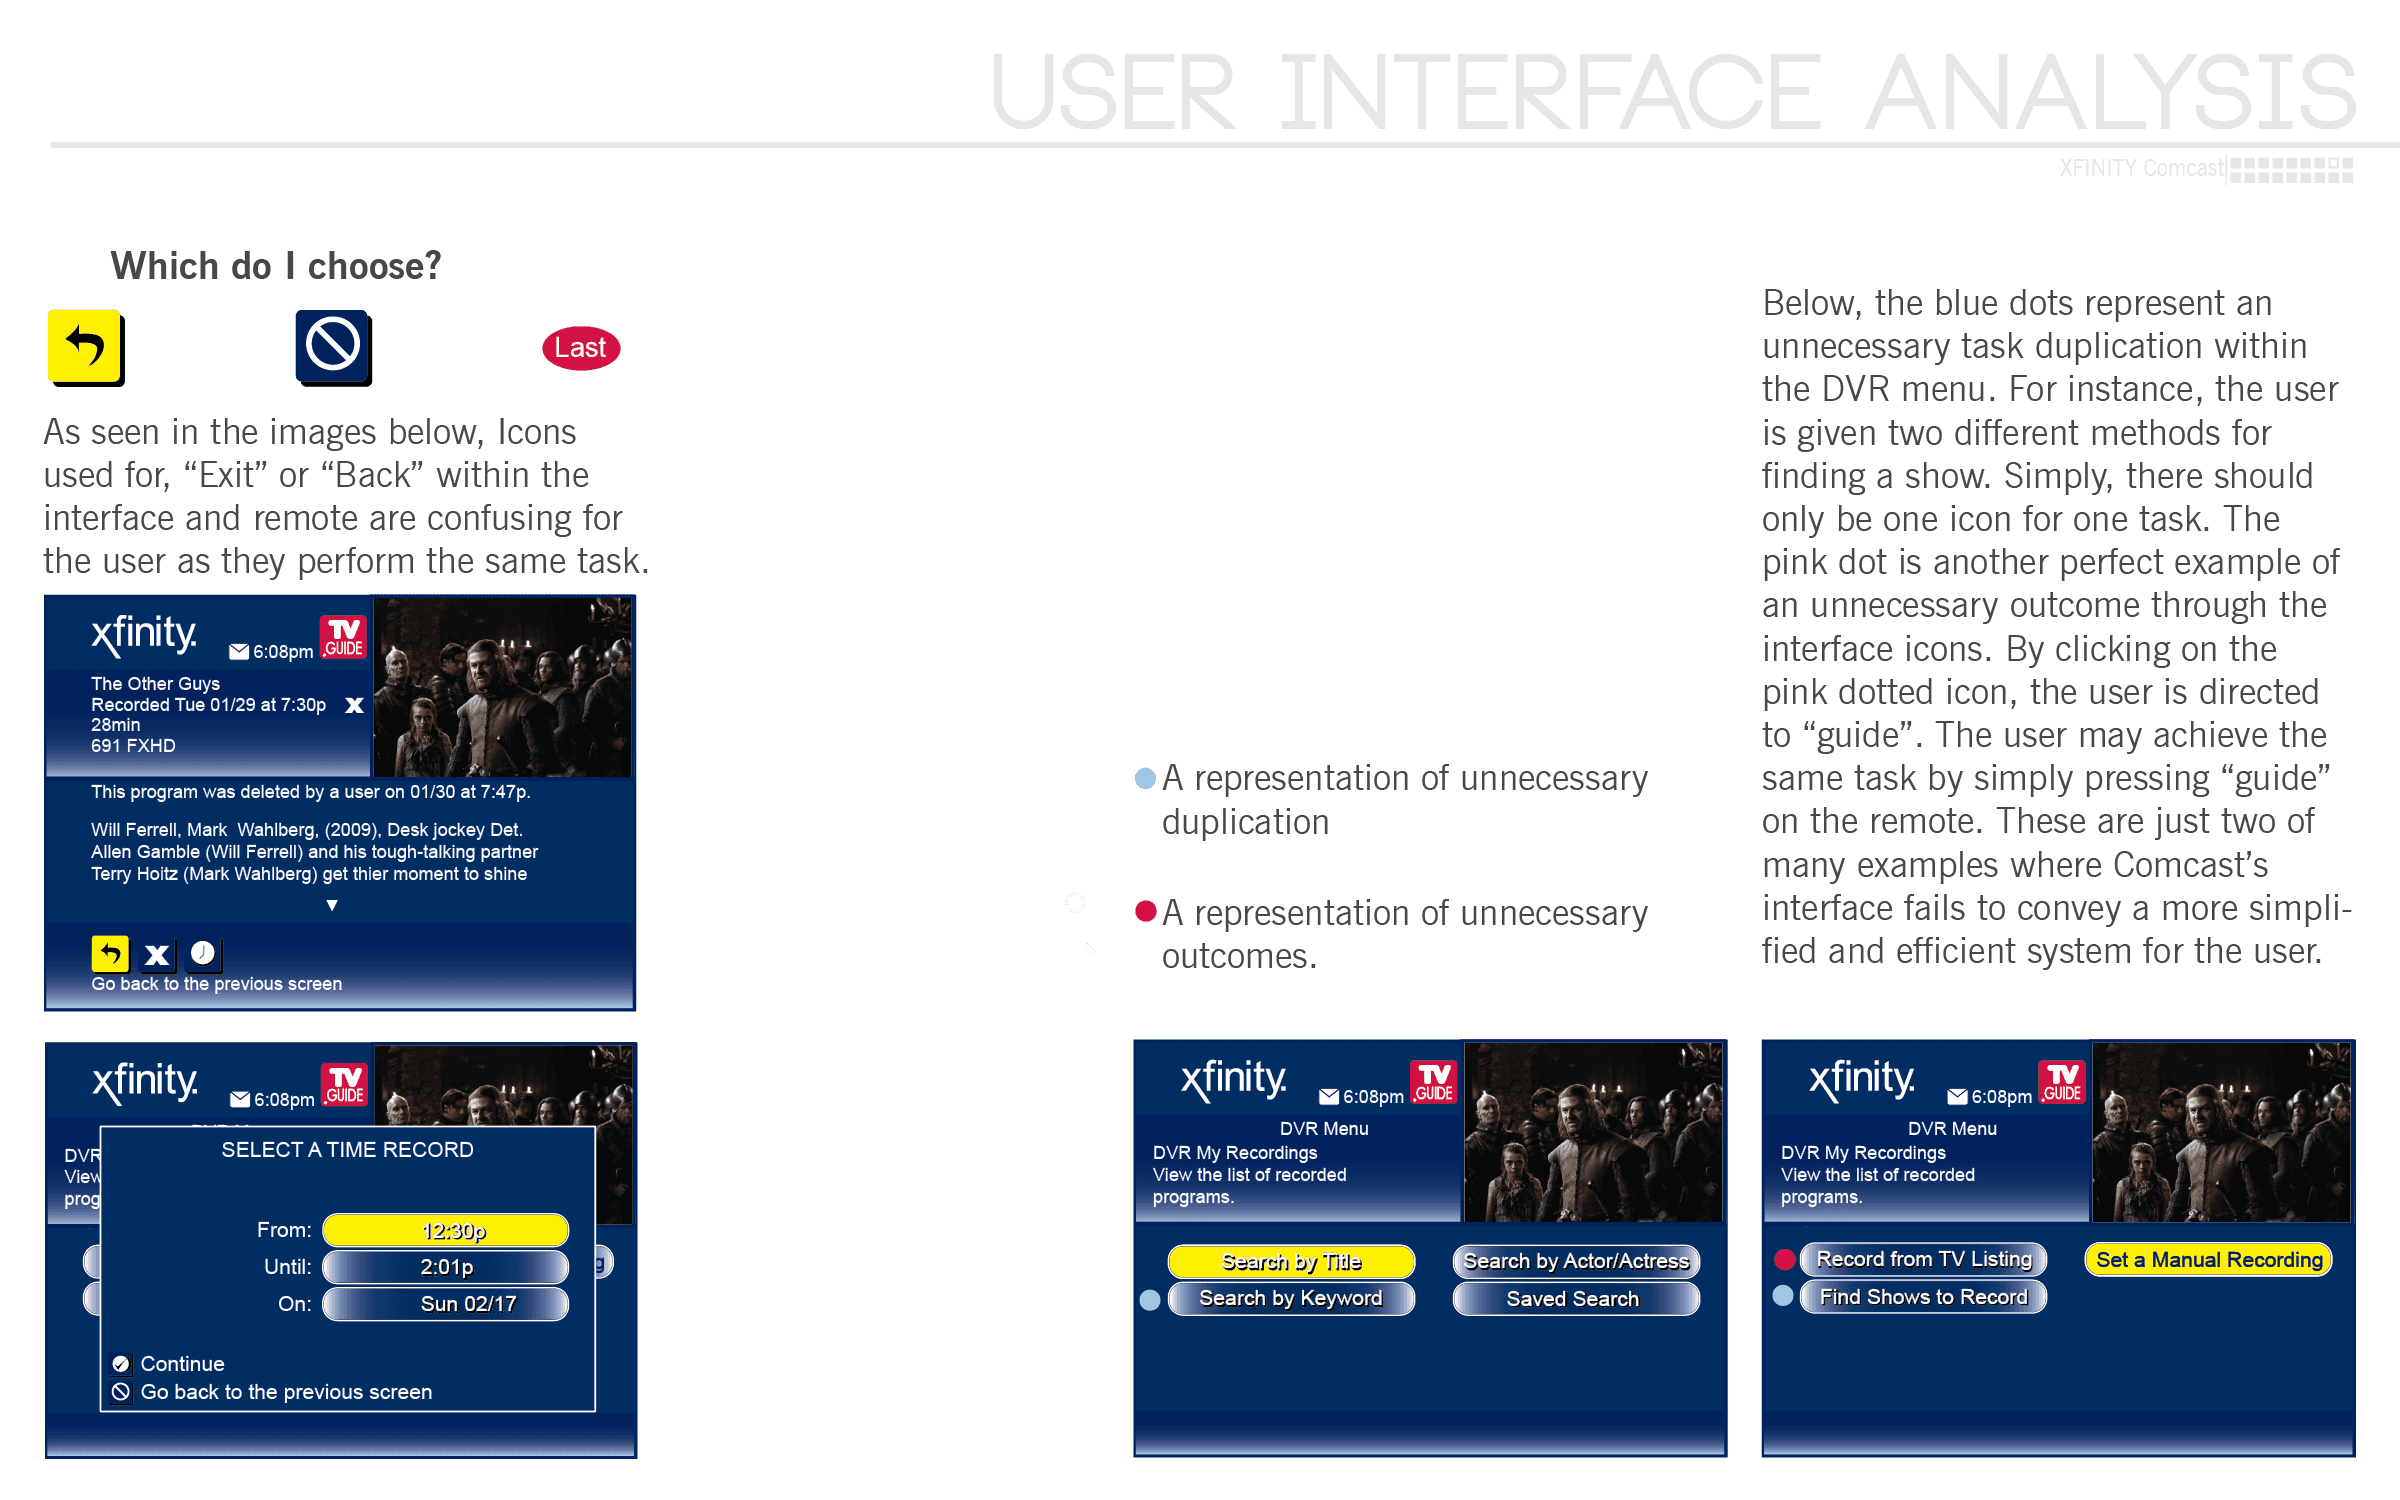 USER INTERFACE ANALYSIS
XFINITY Comcast
Which do I choose?
Last
As seen in the images below, Icons
used for, “Exit” or “Back” within the
interface and remote are confusing for
the user as they perform the same task.
xfinity.
6:08pm
TV
GUIDE
The Other Guys
Recorded Tue 01/29 at 7:30p
28min
691 FXHD
This program was deleted by a user on 01/30 at 7:47p.
Will Ferrell, Mark Wahlberg, (2009), Desk jockey Det.
Allen Gamble (Will Ferrell) and his tough-talking partner
Terry Hoitz (Mark Wahlberg) get thier moment to shine
X
Go back to the previous screen
xfinity.
6:08pm
TV
GUIDE
DVR
View
prog
SELECT A TIME RECORD
From: 12:30p
Until: 2:01p
On: Sun 02/17
g
Continue
Go back to the previous screen
A representation of unnecessary
duplication
A representation of unnecessary
outcomes.
xfinity.
6:08pm
TV
GUIDE
DVR Menu
DVR My Recordings
View the list of recorded
programs.
Search by Title
Search by Actor/Actress
Search by Keyword
Saved Search
Below, the blue dots represent an
unnecessary task duplication within
the DVR menu. For instance, the user
is given two different methods for
finding a show. Simply, there should
only be one icon for one task. The
pink dot is another perfect example of
an unnecessary outcome through the
interface icons. By clicking on the
pink dotted icon, the user is directed
to “guide”. The user may achieve the
same task by simply pressing “guide”
on the remote. These are just two of
many examples where Comcast’s
interface fails to convey a more simpli-
fied and efficient system for the user.
xfinity.
6:08pm
TV
GUIDE
DVR Menu
DVR My Recordings
View the list of recorded
programs.
Record from TV Listing
Set a Manual Recording
Find Shows to Record